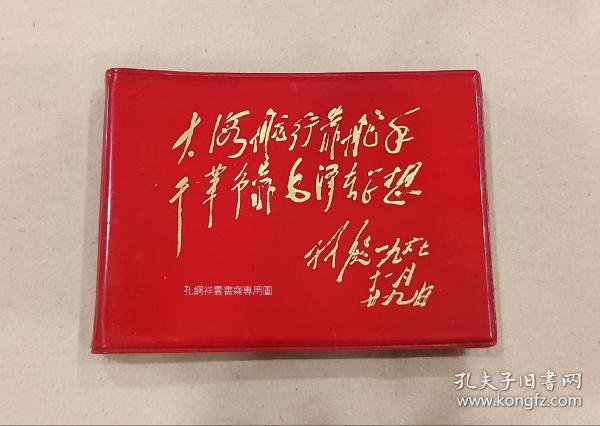 大海航行靠舵手
干革命靠毛泽东思想
林彪一九六七
十一月
廿九日
孔網祥雲書齋專用圖
孔夫子旧书网
www.kongfz.com